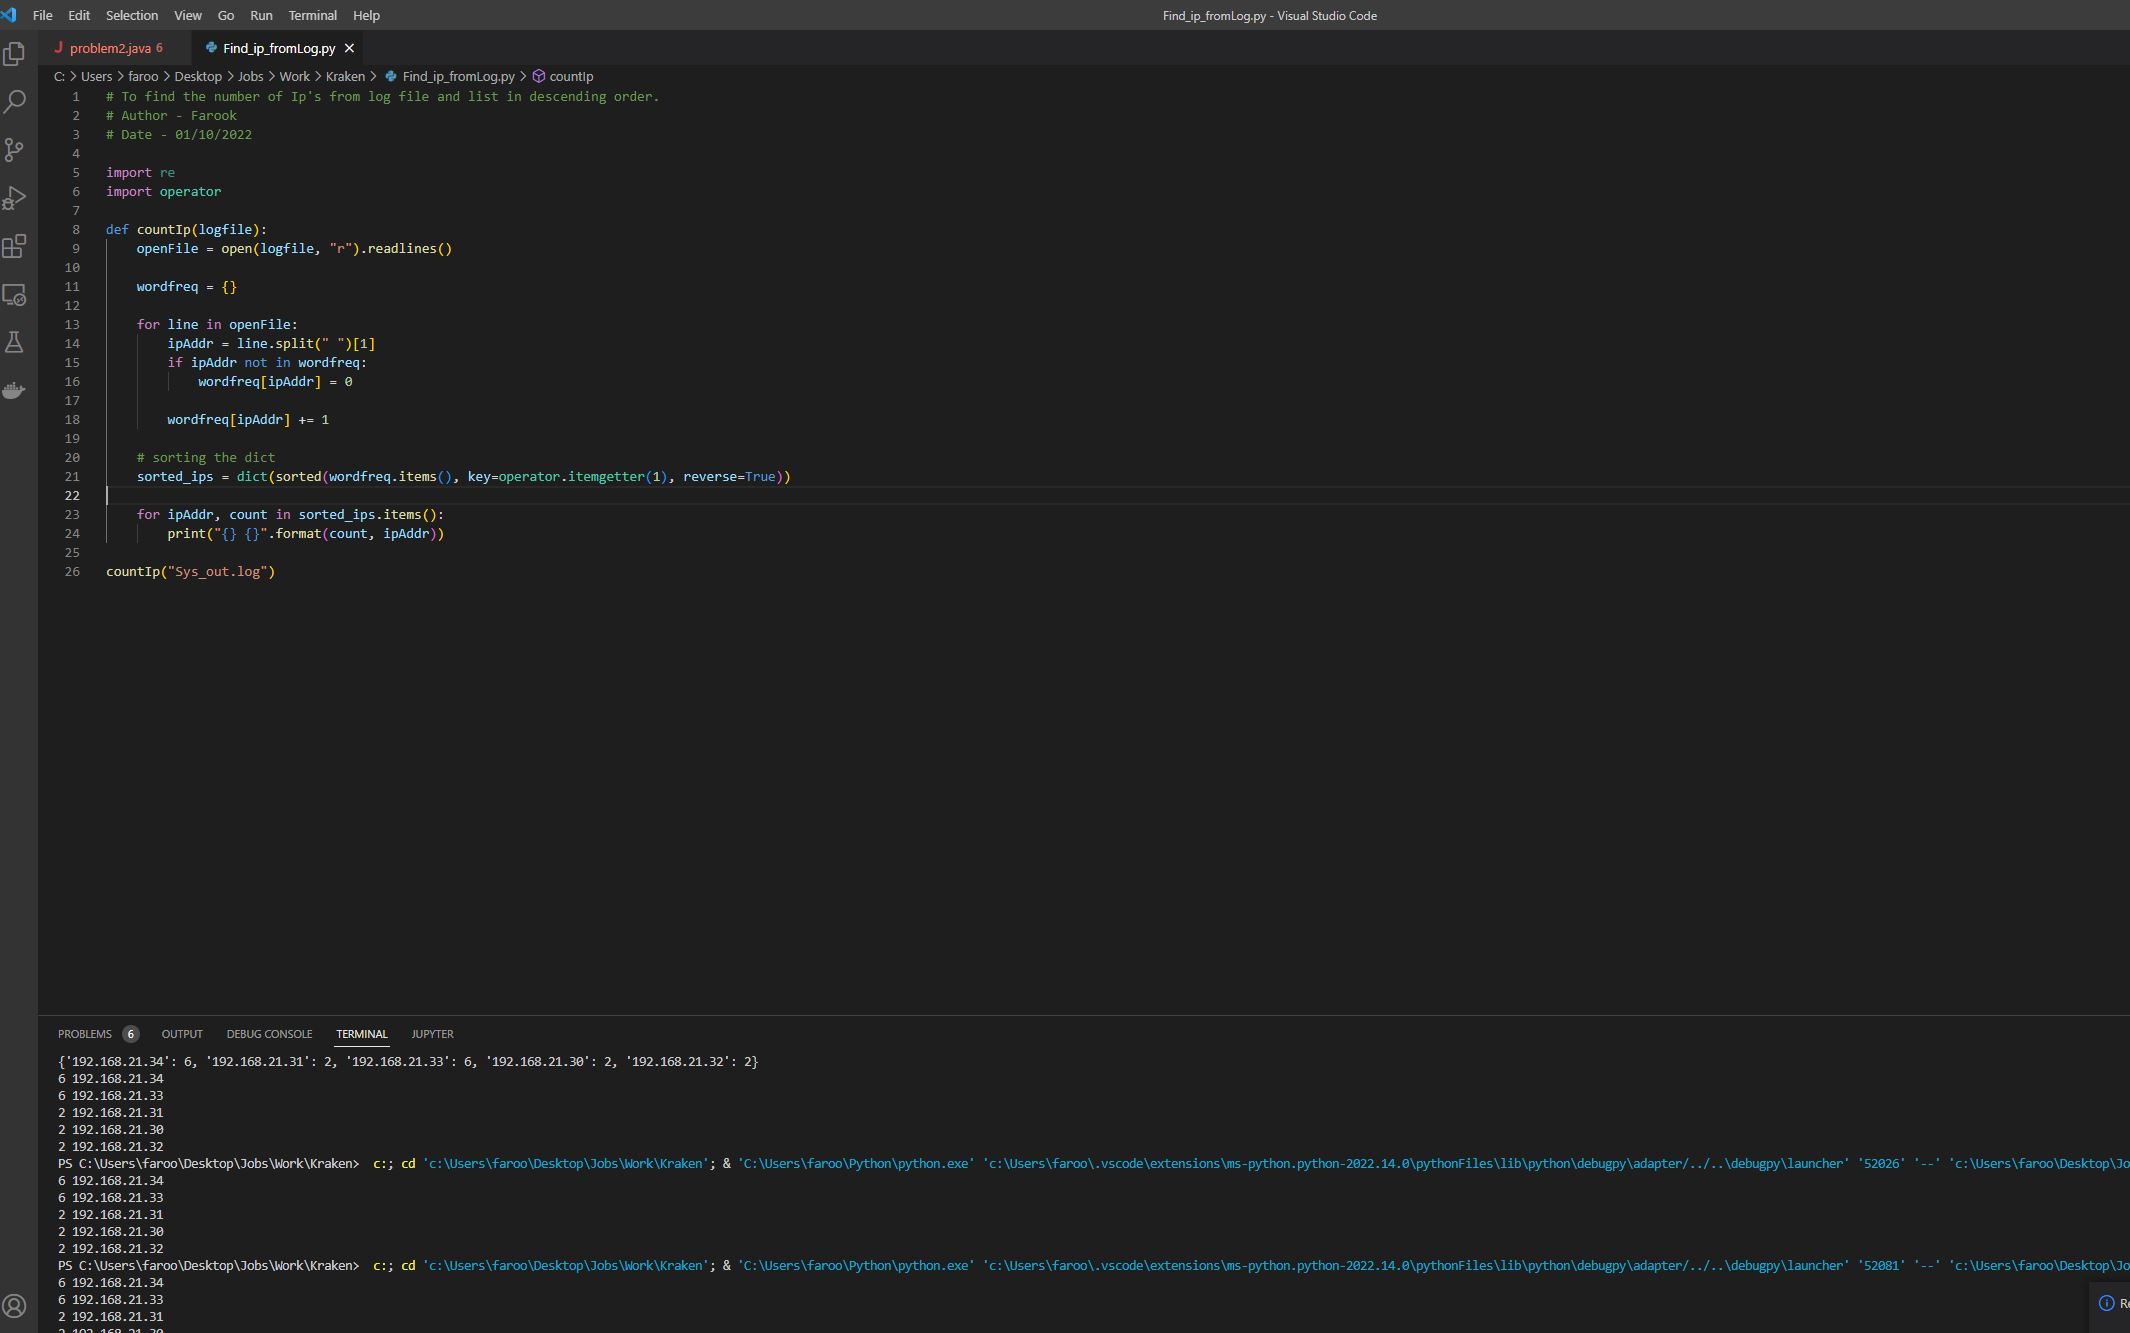 File Edit Selection View Go Run Terminal Help Find_ip_fromLog.py - Visual Studio Code
J problem2.java 6 Find_ip_fromLog.py ×
C: > Users > faroo > Desktop > Jobs > Work > Kraken > Find_ip_fromLog.py > countIp
1 # To find the number of Ip's from log file and list in descending order.
2 # Author - Farook
3 # Date - 01/10/2022
4
5 import re
6 import operator
7
8 def countIp(logfile):
9 openFile = open(logfile, "r").readlines()
10
11 wordfreq = {}
12
13 for line in openFile:
14 ipAddr = line.split(" ")[1]
15 if ipAddr not in wordfreq:
16 wordfreq[ipAddr] = 0
17
18 wordfreq[ipAddr] += 1
19
20 # sorting the dict
21 sorted_ips = dict(sorted(wordfreq.items(), key=operator.itemgetter(1), reverse=True))
22
23 for ipAddr, count in sorted_ips.items():
24 print("{} {}".format(count, ipAddr))
25
26 countIp("Sys_out.log")
PROBLEMS 6 OUTPUT DEBUG CONSOLE TERMINAL JUPYTER
{'192.168.21.34': 6, '192.168.21.31': 2, '192.168.21.33': 6, '192.168.21.30': 2, '192.168.21.32': 2}
6 192.168.21.34
6 192.168.21.33
2 192.168.21.31
2 192.168.21.30
2 192.168.21.32
PS C:\Users\faroo\Desktop\Jobs\Work\Kraken> c:; cd 'c:\Users\faroo\Desktop\Jobs\Work\Kraken'; & 'C:\Users\faroo\Python\python.exe' 'c:\Users\faroo\.vscode\extensions\ms-python.python-2022.14.0\pythonFiles\lib\python\debugpy\adapter/../..\debugpy\launcher' '52026' '--' 'c:\Users\faroo\Desktop\Jo
6 192.168.21.34
6 192.168.21.33
2 192.168.21.31
2 192.168.21.30
2 192.168.21.32
PS C:\Users\faroo\Desktop\Jobs\Work\Kraken> c:; cd 'c:\Users\faroo\Desktop\Jobs\Work\Kraken'; & 'C:\Users\faroo\Python\python.exe' 'c:\Users\faroo\.vscode\extensions\ms-python.python-2022.14.0\pythonFiles\lib\python\debugpy\adapter/../..\debugpy\launcher' '52081' '--' 'c:\Users\faroo\Desktop\Jo
6 192.168.21.34
6 192.168.21.33
Re
2 192.168.21.31
2 192.168.21.30